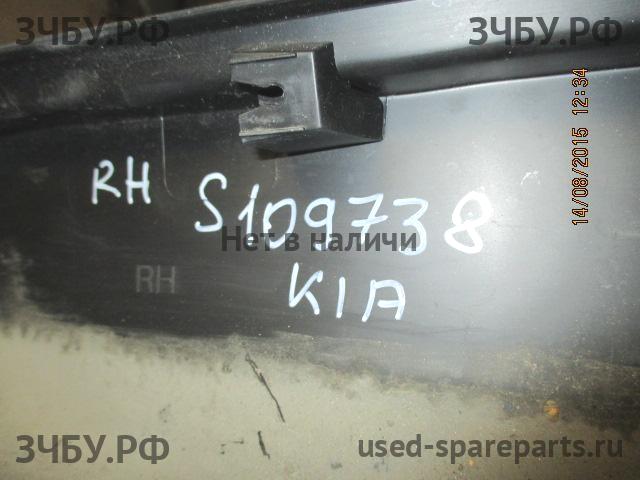 ЗЧБУ.РФ ЗЧБУ.РФ
14/08/2015 12:34
RH S109738
Нет в наличи
RH KIA
ЗЧБУ.РФ used-spareparts.ru